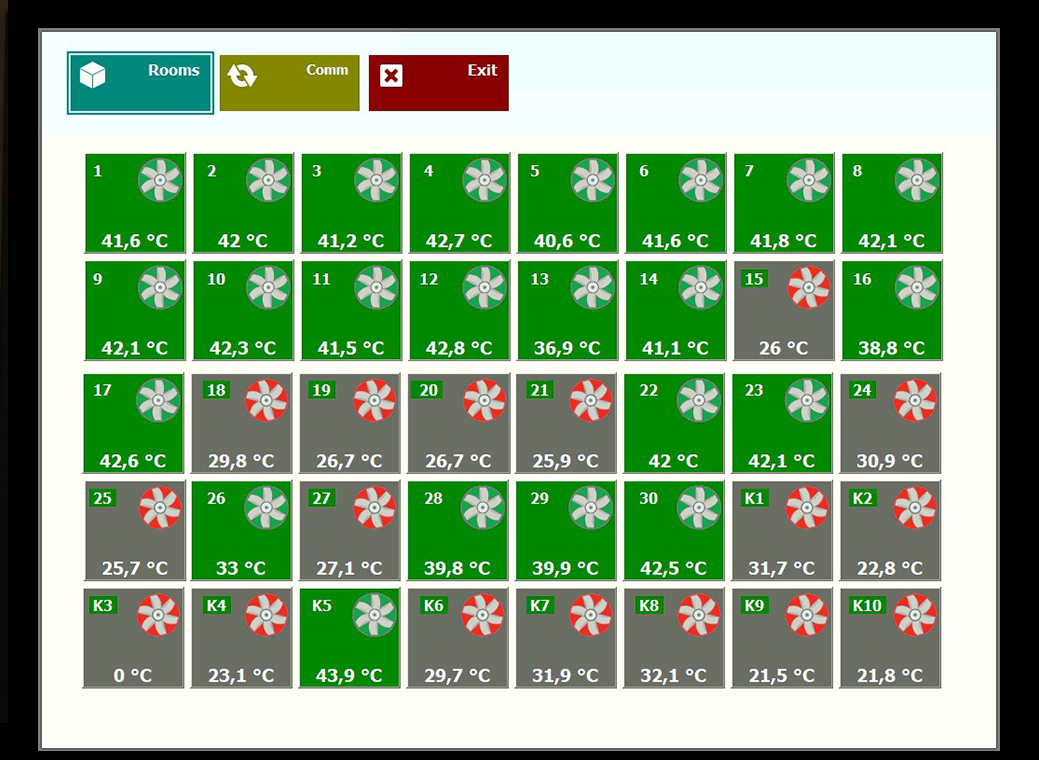 Rooms Comm Exit
1 2 3 4 5 6 7 8
41,6 °C 42 °C 41,2 °C 42,7 °C 40,6 °C 41,6 °C 41,8 °C 42,1 °C
9 10 11 12 13 14 15 16
42,1 °C 42,3 °C 41,5 °C 42,8 °C 36,9 °C 41,1 °C 26 °C 38,8 °C
17 18 19 20 21 22 23 24
42,6 °C 29,8 °C 26,7 °C 26,7 °C 25,9 °C 42 °C 42,1 °C 30,9 °C
25 26 27 28 29 30 K1 K2
25,7 °C 33 °C 27,1 °C 39,8 °C 39,9 °C 42,5 °C 31,7 °C 22,8 °C
K3 K4 K5 K6 K7 K8 K9 K10
0 °C 23,1 °C 43,9 °C 29,7 °C 31,9 °C 32,1 °C 21,5 °C 21,8 °C